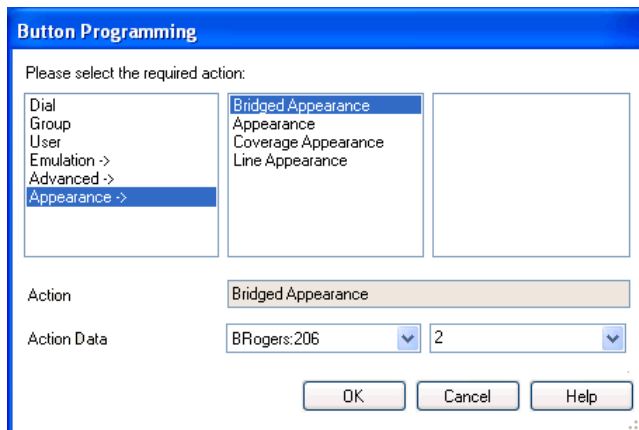 Button Programming
Please select the required action:
Dial
Group
User
Emulation ->
Advanced ->
Appearance ->
Bridged Appearance
Appearance
Coverage Appearance
Line Appearance
Action
Bridged Appearance
Action Data
BRogers:206
2
OK
Cancel
Help